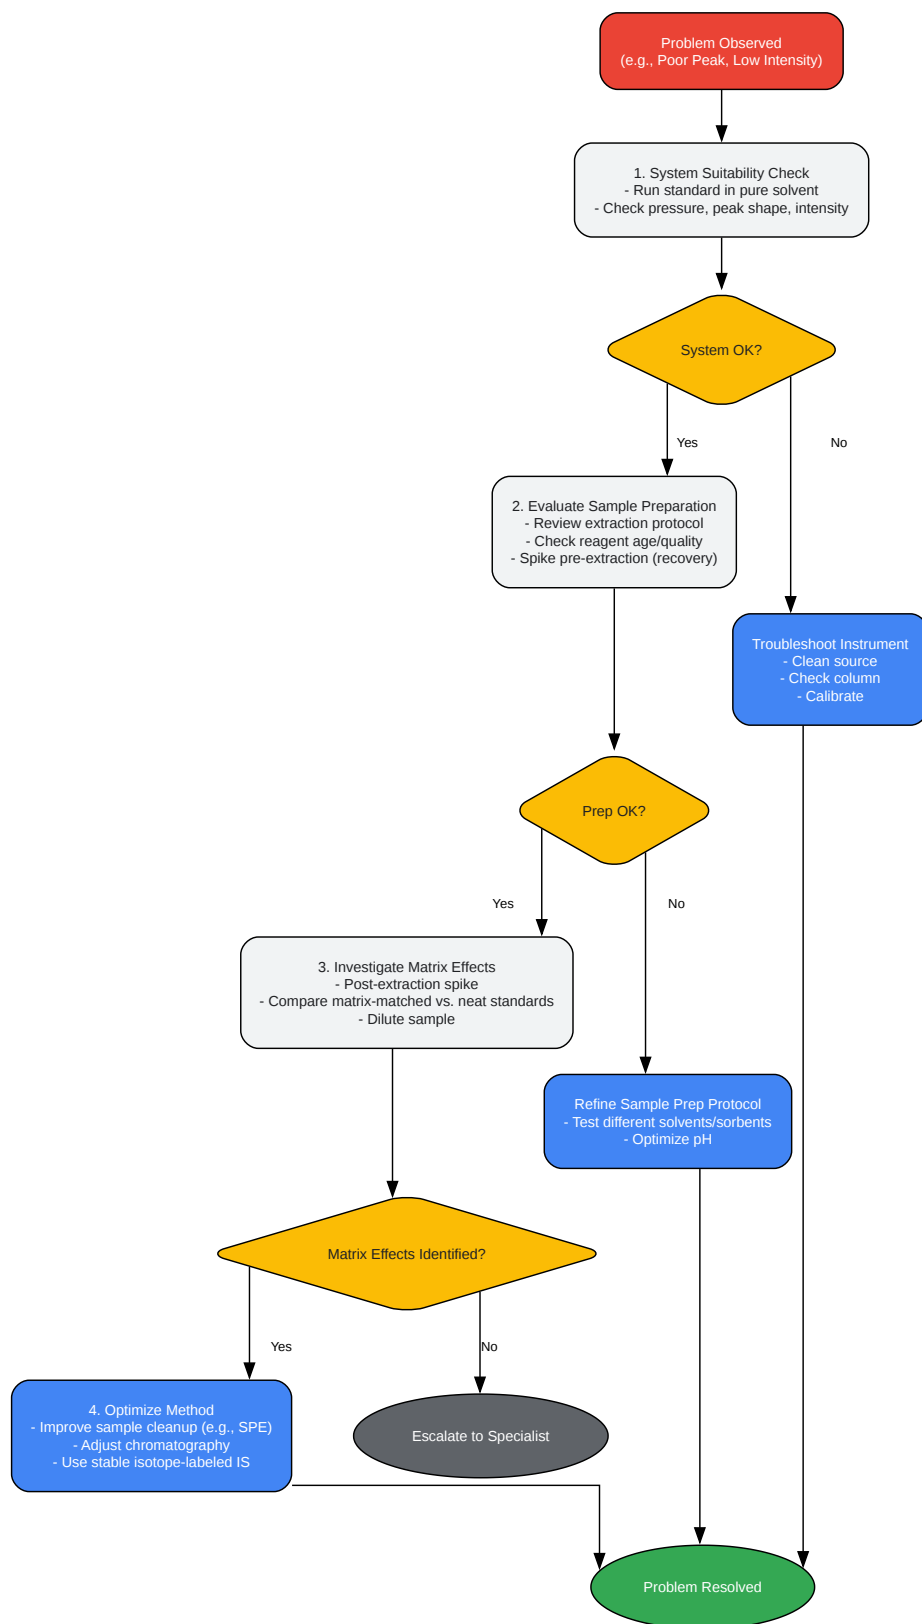 Problem Observed
(e.g., Poor Peak, Low Intensity)
1. System Suitability Check
- Run standard in pure solvent
- Check pressure, peak shape, intensity
System OK?
Yes
No
2. Evaluate Sample Preparation
- Review extraction protocol
- Check reagent age/quality
- Spike pre-extraction (recovery)
Troubleshoot Instrument
- Clean source
- Check column
- Calibrate
Prep OK?
Yes
No
3. Investigate Matrix Effects
- Post-extraction spike
- Compare matrix-matched vs. neat standards
- Dilute sample
Refine Sample Prep Protocol
- Test different solvents/sorbents
- Optimize pH
Matrix Effects Identified?
Yes
No
4. Optimize Method
- Improve sample cleanup (e.g., SPE)
- Adjust chromatography
- Use stable isotope-labeled IS
Escalate to Specialist
Problem Resolved